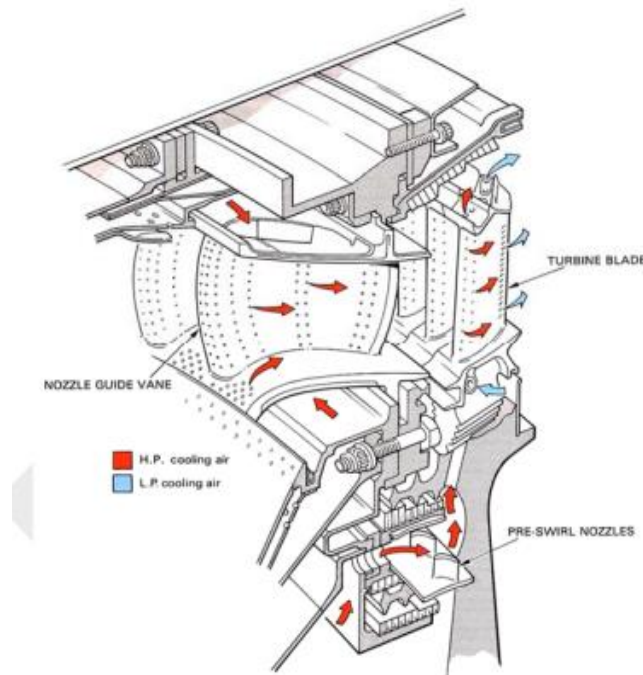 TURBINE BLADE
NOZZLE GUIDE VANE
H.P. cooling air
L.P. cooling air
PRE-SWIRL NOZZLES